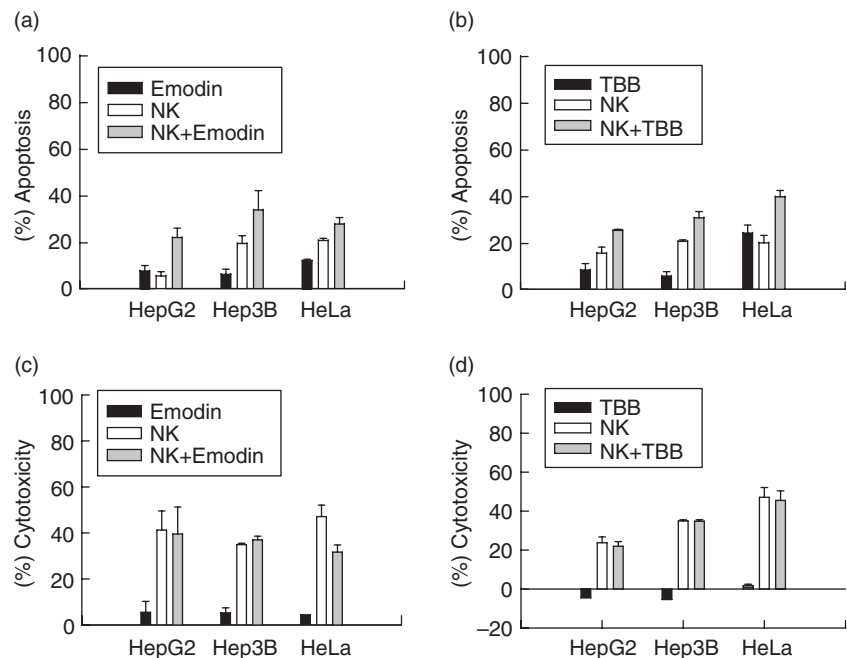 (a)
(%) Apoptosis
100
80
60
40
20
0
Emodin
NK
NK+Emodin
HepG2 Hep3B HeLa
(b)
(%) Apoptosis
100
80
60
40
20
0
TBB
NK
NK+TBB
HepG2 Hep3B HeLa
(c)
(%) Cytotoxicity
100
80
60
40
20
0
Emodin
NK
NK+Emodin
HepG2 Hep3B HeLa
(d)
(%) Cytotoxicity
100
80
60
40
20
0
−20
TBB
NK
NK+TBB
HepG2 Hep3B HeLa